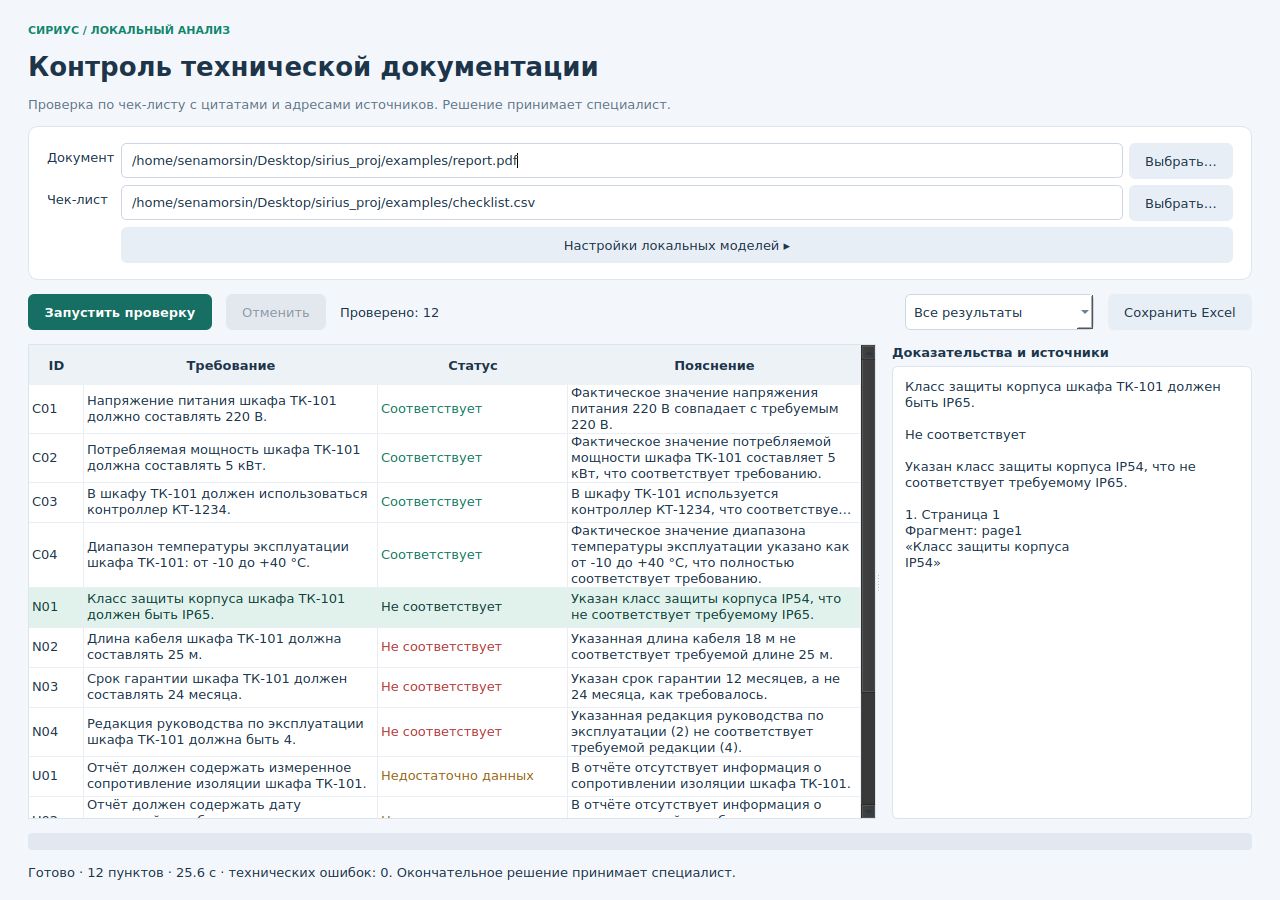 СИРИУС / ЛОКАЛЬНЫЙ АНАЛИЗ
Контроль технической документации
Проверка по чек-листу с цитатами и адресами источников. Решение принимает специалист.
Документ
/home/senamorsin/Desktop/sirius_proj/examples/report.pdf
Выбрать...
Чек-лист
/home/senamorsin/Desktop/sirius_proj/examples/checklist.csv
Выбрать...
Настройки локальных моделей ▸
Запустить проверку
Отменить
Проверено: 12
Все результаты
Сохранить Excel
ID
Требование
Статус
Пояснение
C01
Напряжение питания шкафа ТК-101
должно составлять 220 В.
Соответствует
Фактическое значение напряжения
питания 220 В совпадает с требуемым
220 В.
C02
Потребляемая мощность шкафа ТК-101
должна составлять 5 кВт.
Соответствует
Фактическое значение потребляемой
мощности шкафа ТК-101 составляет 5
кВт, что соответствует требованию.
C03
В шкафу ТК-101 должен использоваться
контроллер КТ-1234.
Соответствует
В шкафу ТК-101 используется
контроллер КТ-1234, что соответствуе…
C04
Диапазон температуры эксплуатации
шкафа ТК-101: от -10 до +40 °C.
Соответствует
Фактическое значение диапазона
температуры эксплуатации указано как
от -10 до +40 °C, что полностью
соответствует требованию.
N01
Класс защиты корпуса шкафа ТК-101
должен быть IP65.
Не соответствует
Указан класс защиты корпуса IP54, что
не соответствует требуемому IP65.
N02
Длина кабеля шкафа ТК-101 должна
составлять 25 м.
Не соответствует
Указанная длина кабеля 18 м не
соответствует требуемой длине 25 м.
N03
Срок гарантии шкафа ТК-101 должен
составлять 24 месяца.
Не соответствует
Указан срок гарантии 12 месяцев, а не
24 месяца, как требовалось.
N04
Редакция руководства по эксплуатации
шкафа ТК-101 должна быть 4.
Не соответствует
Указанная редакция руководства по
эксплуатации (2) не соответствует
требуемой редакции (4).
U01
Отчёт должен содержать измеренное
сопротивление изоляции шкафа ТК-101.
Недостаточно данных
В отчёте отсутствует информация о
сопротивлении изоляции шкафа ТК-101.
Отчёт должен содержать дату
В отчёте отсутствует информация о
Доказательства и источники
Класс защиты корпуса шкафа ТК-101 должен
быть IP65.
Не соответствует
Указан класс защиты корпуса IP54, что не
соответствует требуемому IP65.
1. Страница 1
Фрагмент: page1
«Класс защиты корпуса
IP54»
Готово · 12 пунктов · 25.6 с · технических ошибок: 0. Окончательное решение принимает специалист.